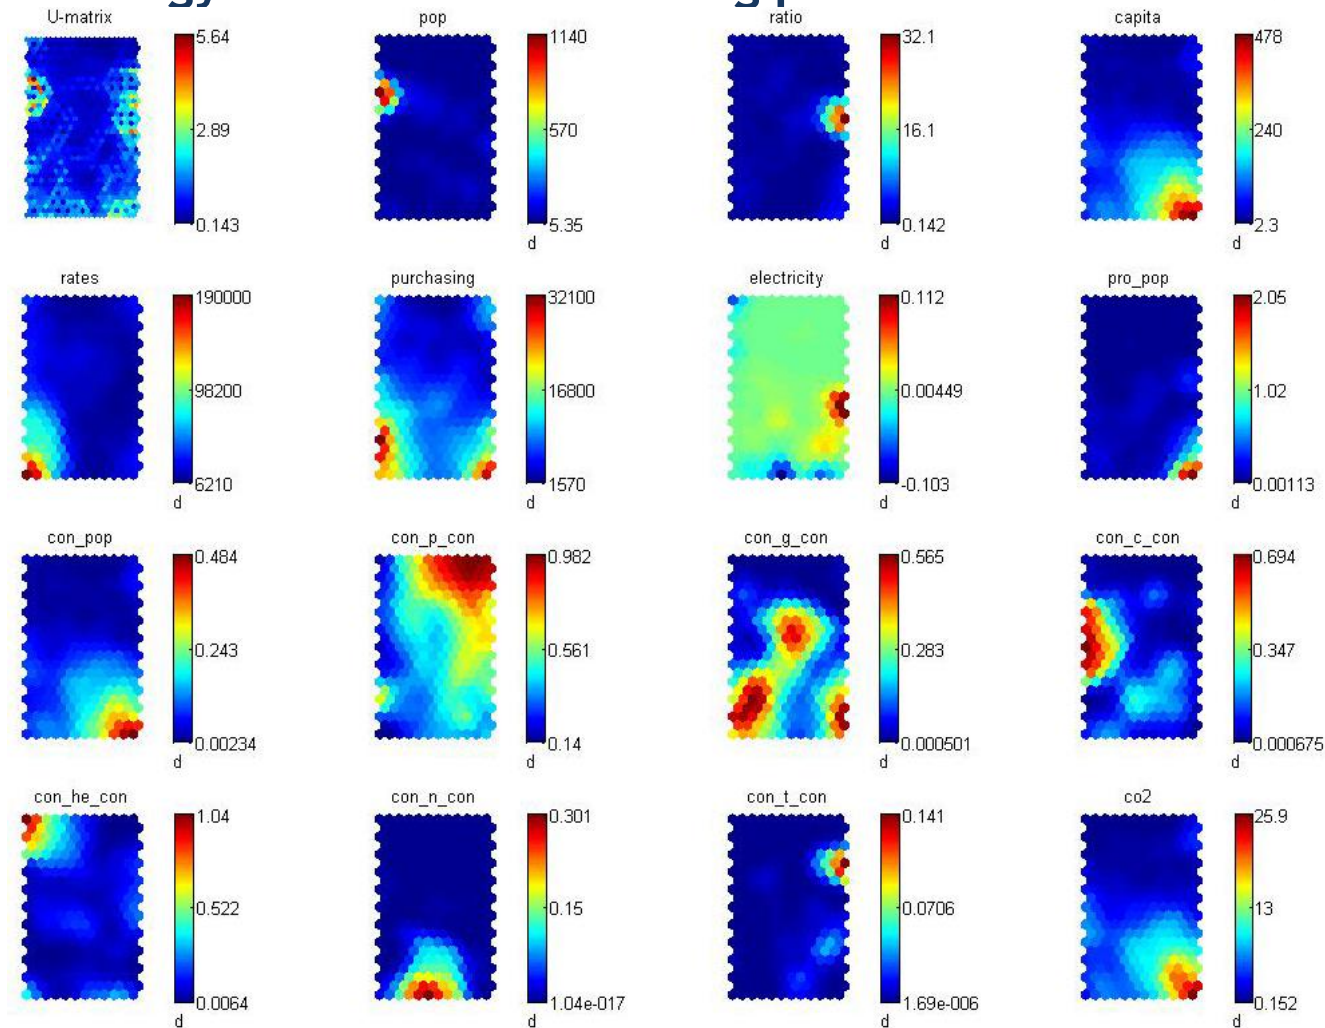 U-matrix
5.64
2.89
0.143
pop
1140
570
5.35
d
ratio
32.1
16.1
0.142
d
capita
478
240
2.3
d
rates
190000
98200
6210
d
purchasing
32100
16800
1570
d
electricity
0.112
0.00449
-0.103
d
pro_pop
2.05
1.02
0.00113
d
con_pop
0.484
0.243
0.00234
d
con_p_con
0.982
0.561
0.14
d
con_g_con
0.565
0.283
0.000501
d
con_c_con
0.694
0.347
0.000675
d
con_he_con
1.04
0.522
0.0064
d
con_n_con
0.301
0.15
1.04e-017
d
con_t_con
0.141
0.0706
1.69e-006
d
co2
25.9
13
0.152
d